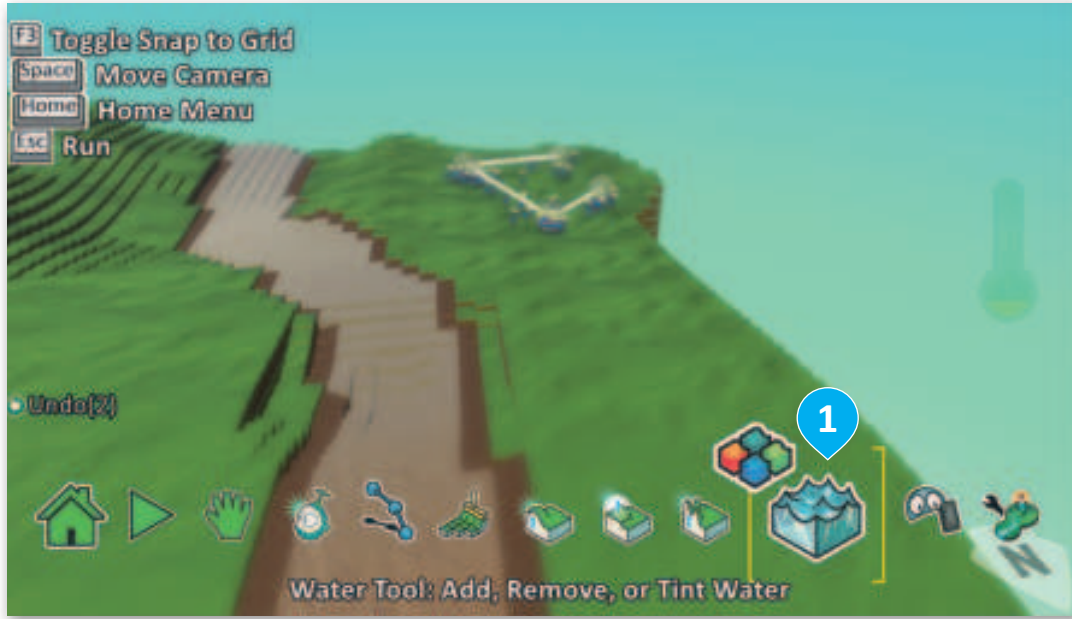 F3 Toggle Snap to Grid
Space Move Camera
Home Home Menu
Esc Run
Undo(2)
1
Water Tool: Add, Remove, or Tint Water
N